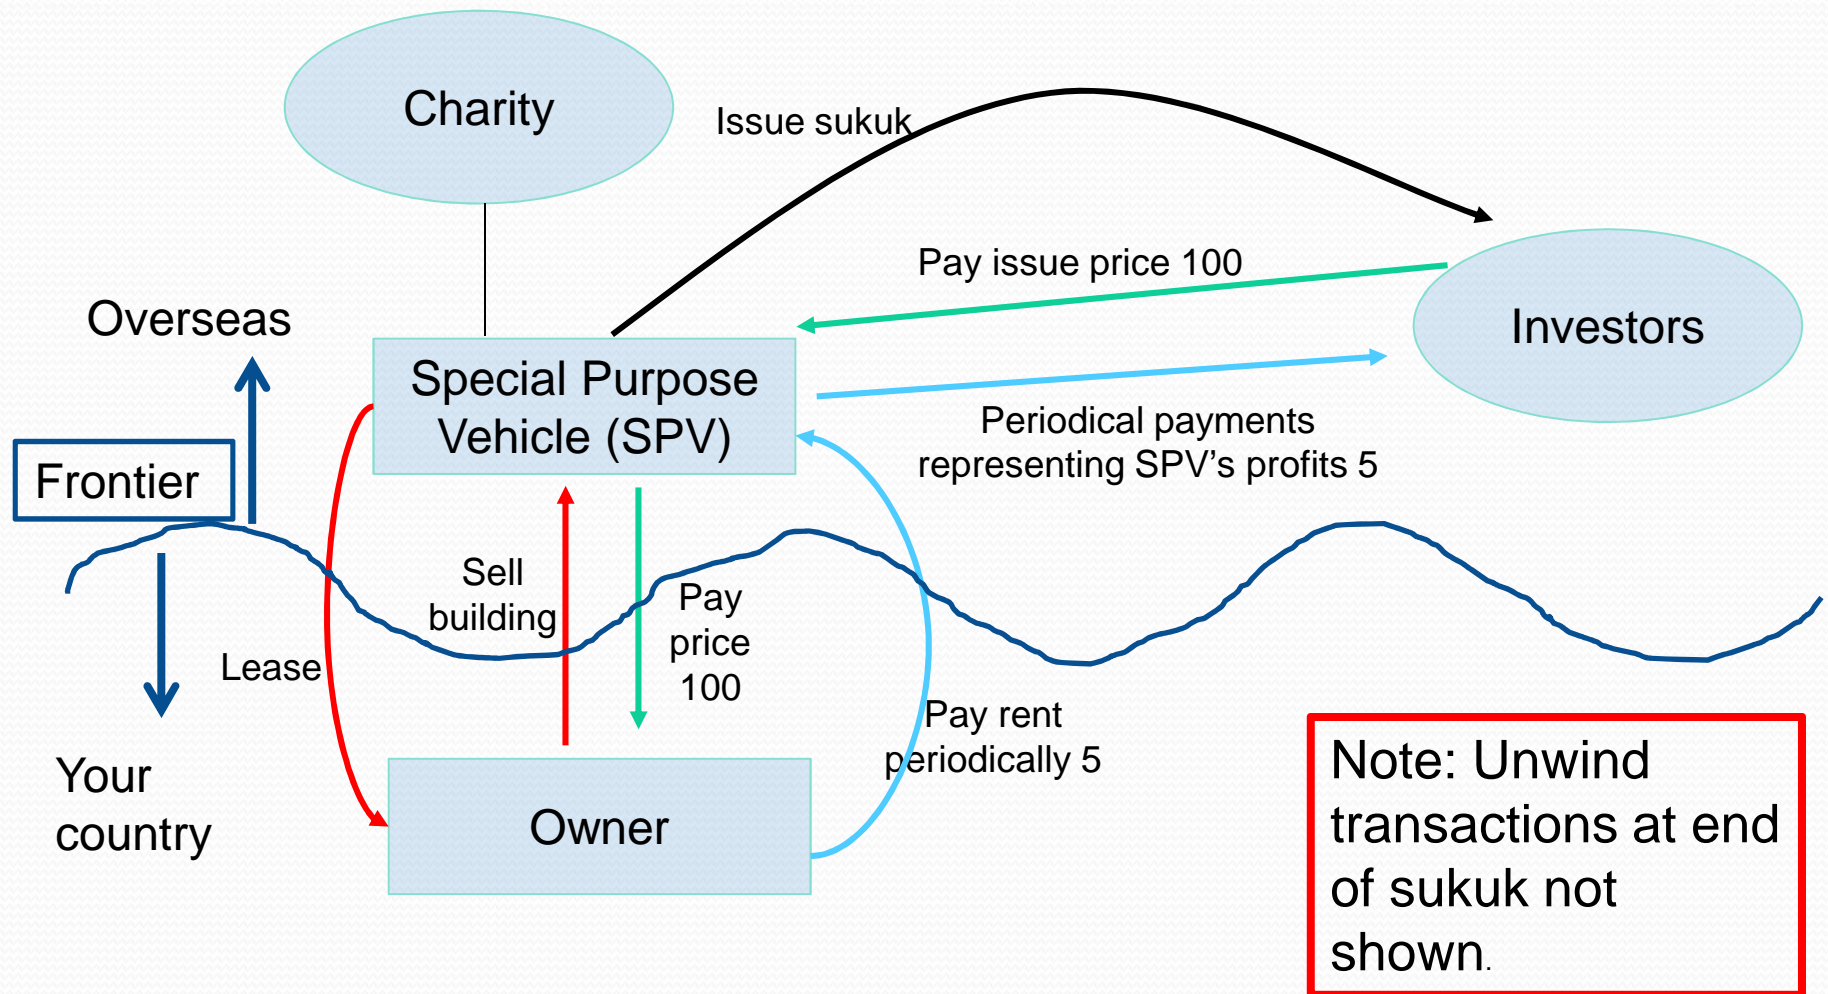 Charity
Issue sukuk
Pay issue price 100
Overseas
Investors
Special Purpose
Vehicle (SPV)
Periodical payments
representing SPV’s profits 5
Frontier
Sell
building
Pay
price
100
Lease
Pay rent
periodically 5
Your
country
Owner
Note: Unwind
transactions at end
of sukuk not
shown.